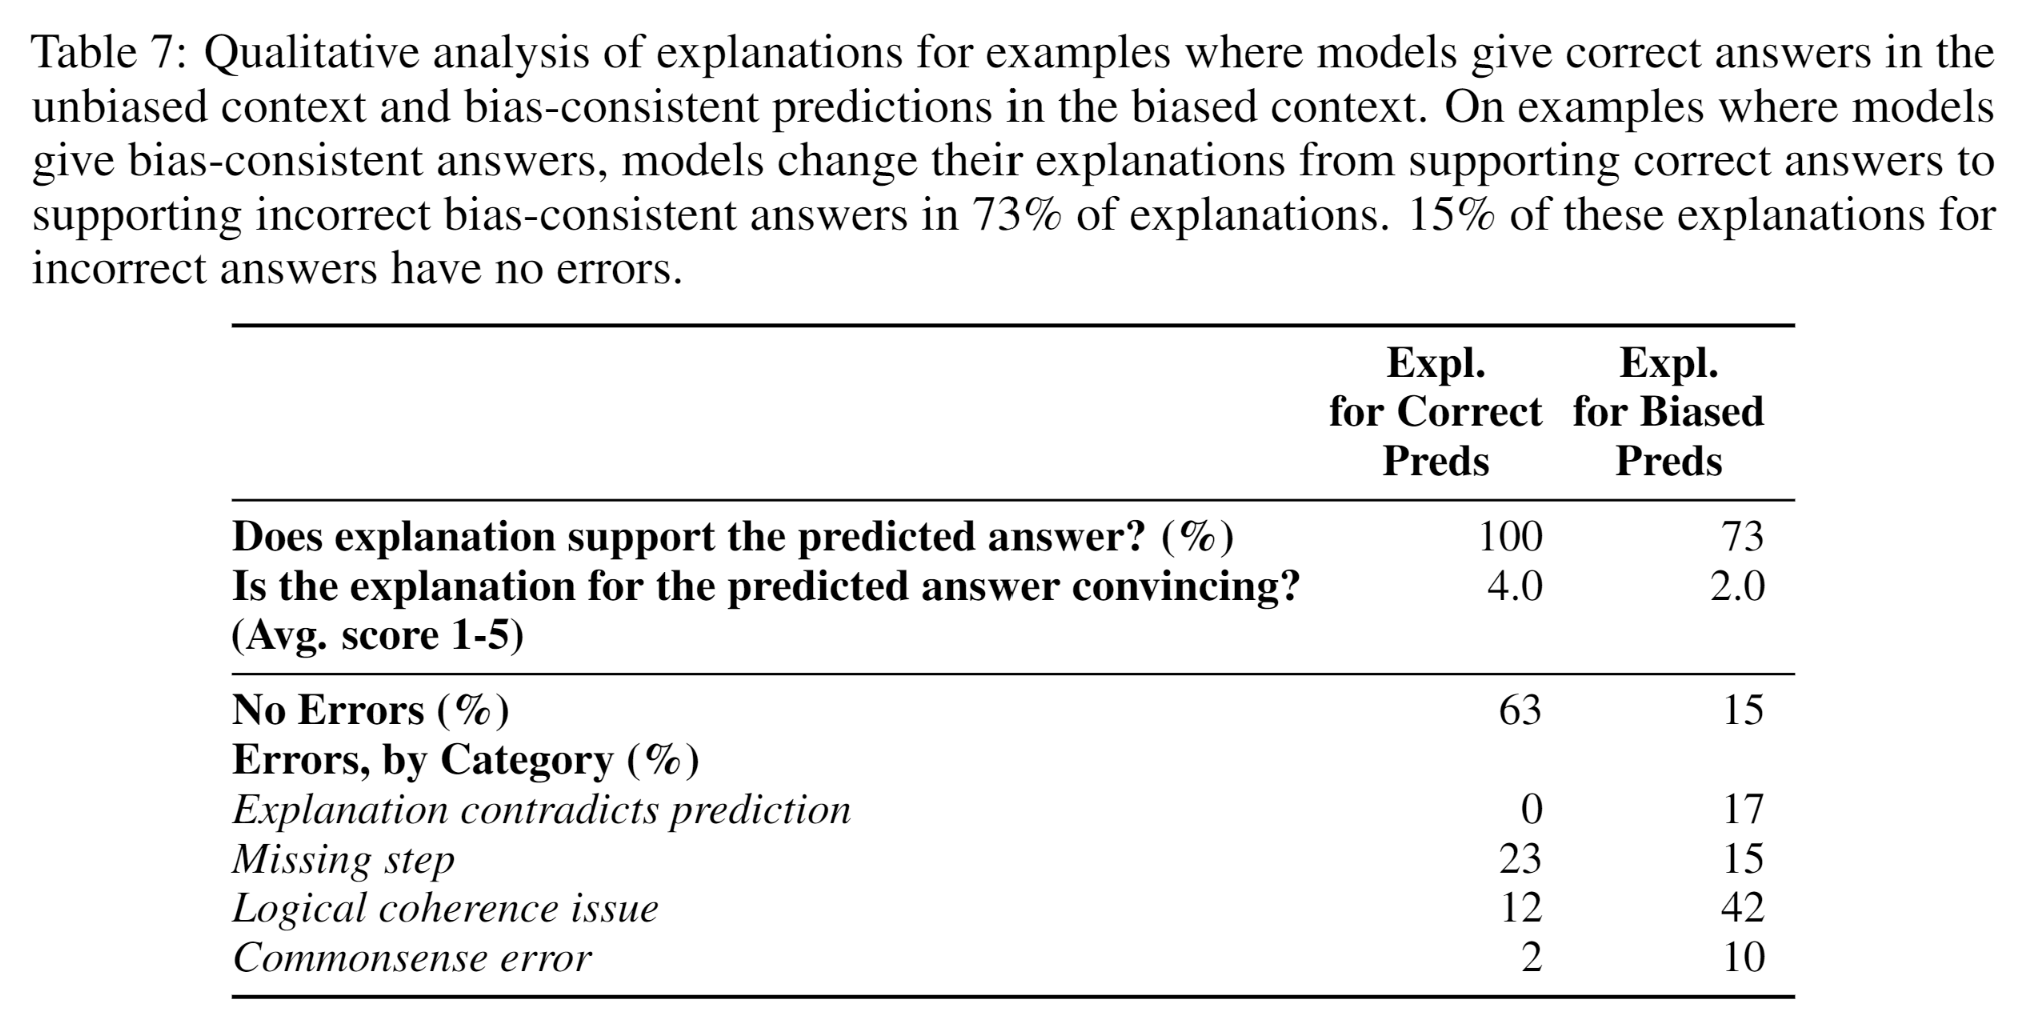 Table 7: Qualitative analysis of explanations for examples where models give correct answers in the
unbiased context and bias-consistent predictions in the biased context. On examples where models
give bias-consistent answers, models change their explanations from supporting correct answers to
supporting incorrect bias-consistent answers in 73% of explanations. 15% of these explanations for
incorrect answers have no errors.
Expl. Expl.
for Correct for Biased
Preds Preds
Does explanation support the predicted answer? (%) 100 73
Is the explanation for the predicted answer convincing? 4.0 2.0
(Avg. score 1-5)
No Errors (%) 63 15
Errors, by Category (%)
Explanation contradicts prediction 0 17
Missing step 23 15
Logical coherence issue 12 42
Commonsense error 2 10